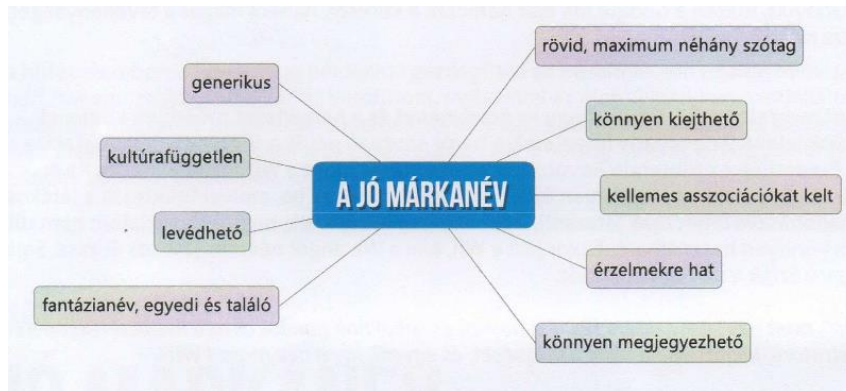 rövid, maximum néhány szótag
generikus
könnyen kiejthető
kultúrafüggetlen
A JÓ MÁRKANÉV
kellemes asszociációkat kelt
levédhető
érzelmekre hat
fantázianév, egyedi és találó
könnyen megjegyezhető